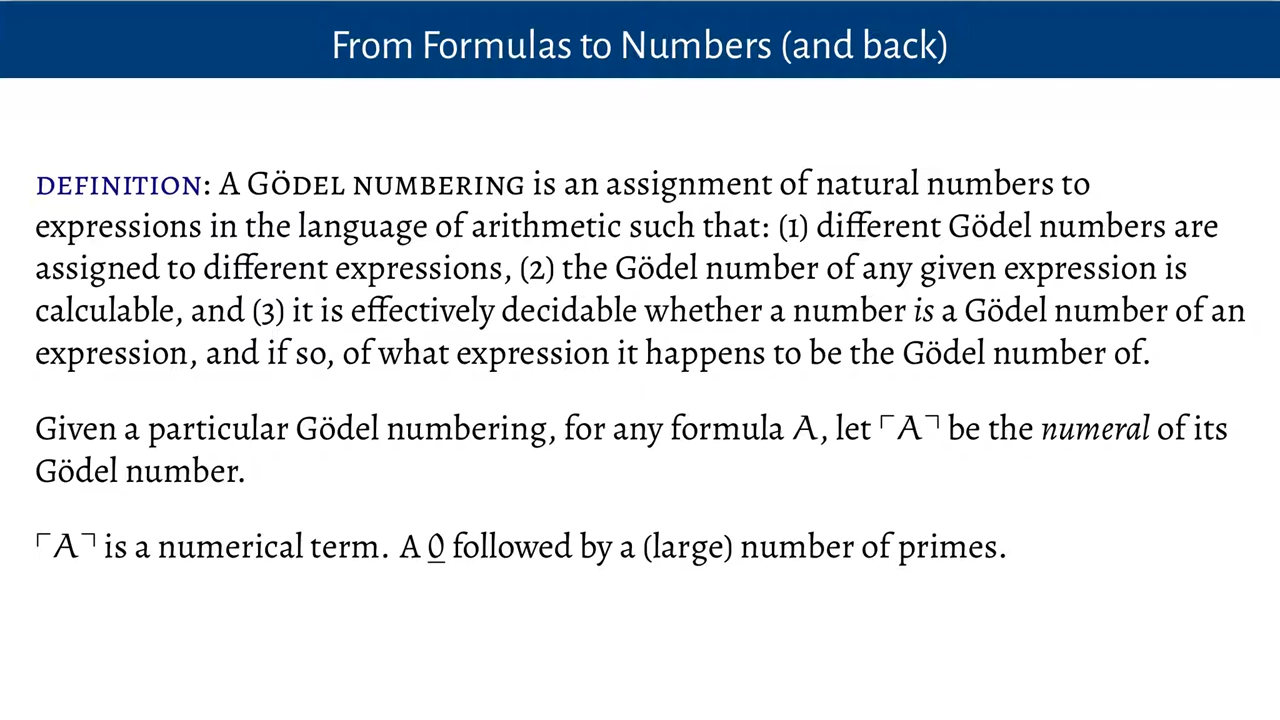 From Formulas to Numbers (and back)
DEFINITION: A GÖDEL NUMBERING is an assignment of natural numbers to
expressions in the language of arithmetic such that: (1) different Gödel numbers are
assigned to different expressions, (2) the Gödel number of any given expression is
calculable, and (3) it is effectively decidable whether a number is a Gödel number of an
expression, and if so, of what expression it happens to be the Gödel number of.
Given a particular Gödel numbering, for any formula A, let ⌜A⌝ be the numeral of its
Gödel number.
⌜A⌝ is a numerical term. A 0 followed by a (large) number of primes.